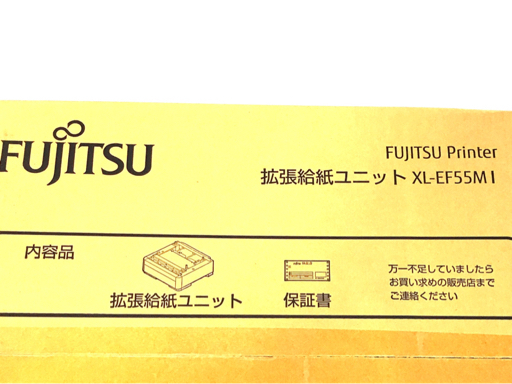 FUJITSU
FUJITSU Printer
拡張給紙ユニット XL-EF55M1
内容品
拡張給紙ユニット
保証書
万一不足していましたら
お買い求めの販売店まで
ご連絡ください